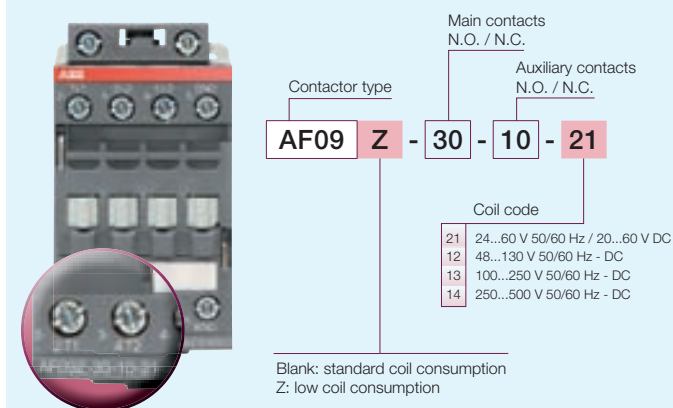 Main contacts
N.O. / N.C.
Auxiliary contacts
N.O. / N.C.
Contactor type
AF09 Z - 30 - 10 - 21
Coil code
21 24...60 V 50/60 Hz / 20...60 V DC
12 48...130 V 50/60 Hz - DC
13 100...250 V 50/60 Hz - DC
14 250...500 V 50/60 Hz - DC
Blank: standard coil consumption
Z: low coil consumption
ABB